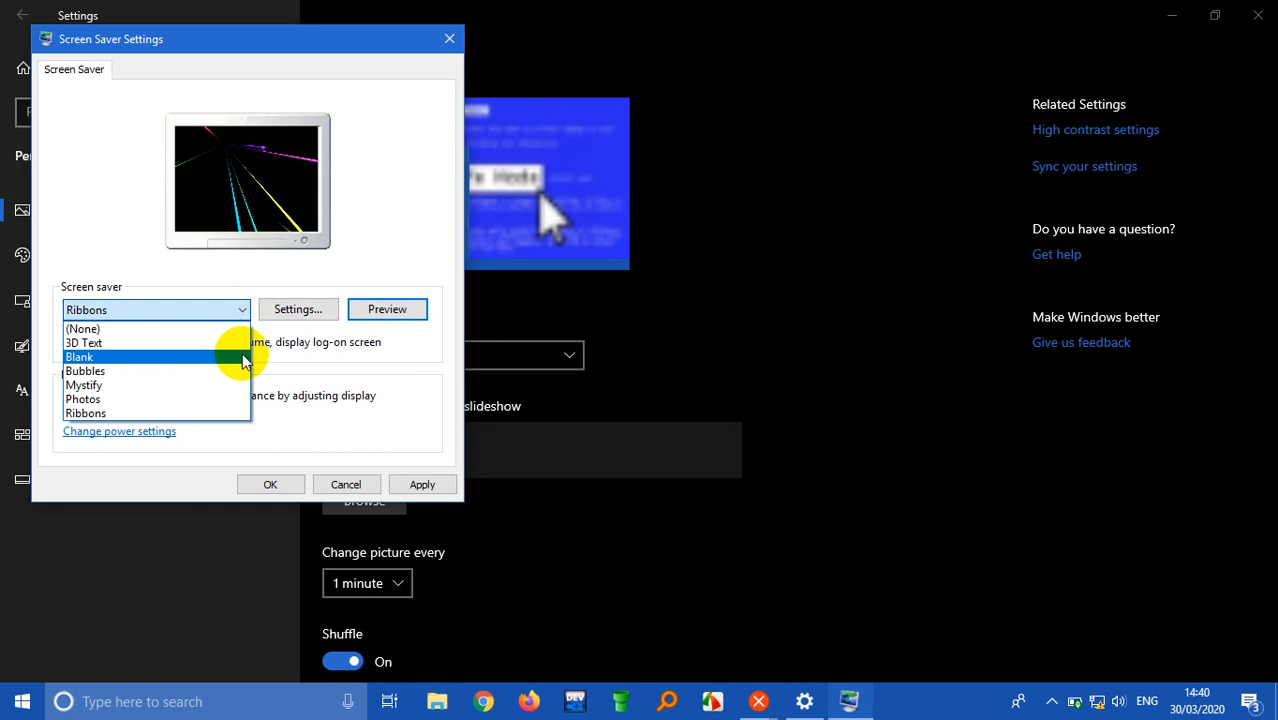 Settings
Screen Saver Settings
Screen Saver
Screen saver
Ribbons
Settings...
Preview
(None)
3D Text
Blank
Bubbles
Mystify
Photos
Ribbons
display log-on screen
by adjusting display
Change power settings
OK
Cancel
Apply
slideshow
Change picture every
1 minute
Shuffle
On
Related Settings
High contrast settings
Sync your settings
Do you have a question?
Get help
Make Windows better
Give us feedback
Type here to search
DEV
ENG
14:40
30/03/2020
3